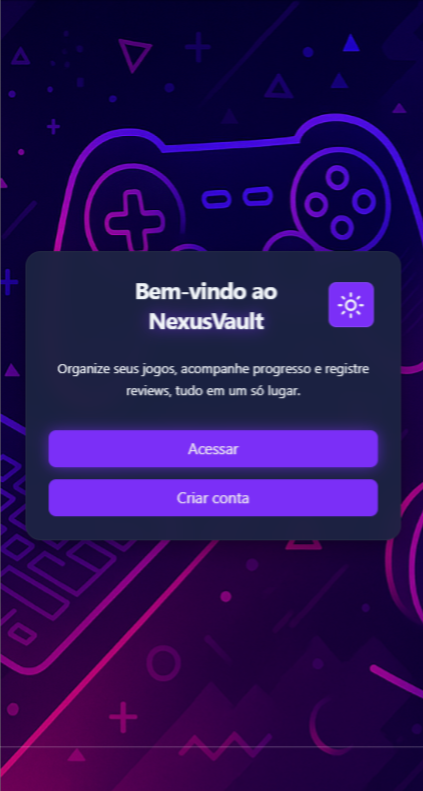 Bem-vindo ao
NexusVault
Organize seus jogos, acompanhe progresso e registre
reviews, tudo em um só lugar.
Acessar
Criar conta